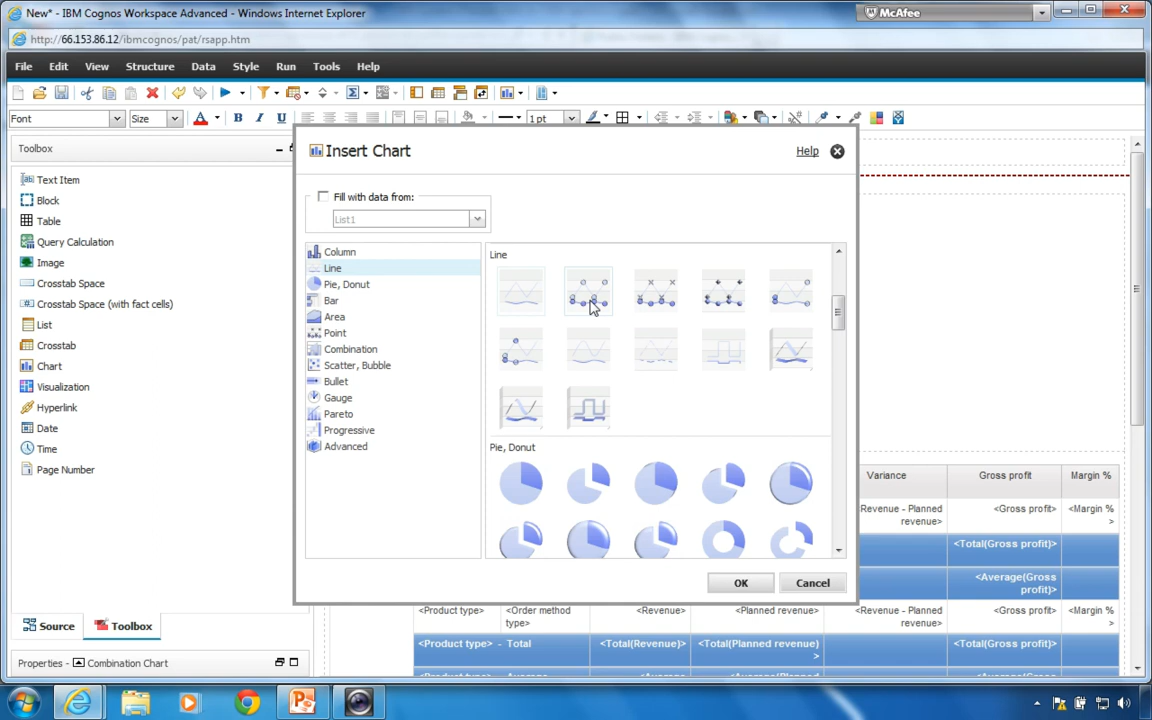 New* - IBM Cognos Workspace Advanced - Windows Internet Explorer
McAfee
http://66.153.86.12/ibmcognos/pat/rsapp.htm
File Edit View Structure Data Style Run Tools Help
Font Size 1 pt
Toolbox
Insert Chart
Help
Text Item
Block
Table
Query Calculation
Image
Crosstab Space
Crosstab Space (with fact cells)
List
Crosstab
Chart
Visualization
Hyperlink
Date
Time
Page Number
Fill with data from:
List1
Column
Line
Pie, Donut
Bar
Area
Point
Combination
Scatter, Bubble
Bullet
Gauge
Pareto
Progressive
Advanced
Line
Pie, Donut
OK Cancel
Variance Gross profit Margin %
<Revenue - Planned revenue> <Gross profit> <Margin %
>
<Total(Gross profit)>
<Average(Gross
profit)>
<Product type> <Order method
type> <Revenue> <Planned revenue> <Revenue - Planned
revenue> <Gross profit> <Margin %
>
<Product type> - Total <Total(Revenue)> <Total(Planned revenue)
> <Total(Gross profit)>
Source Toolbox
Properties - Combination Chart